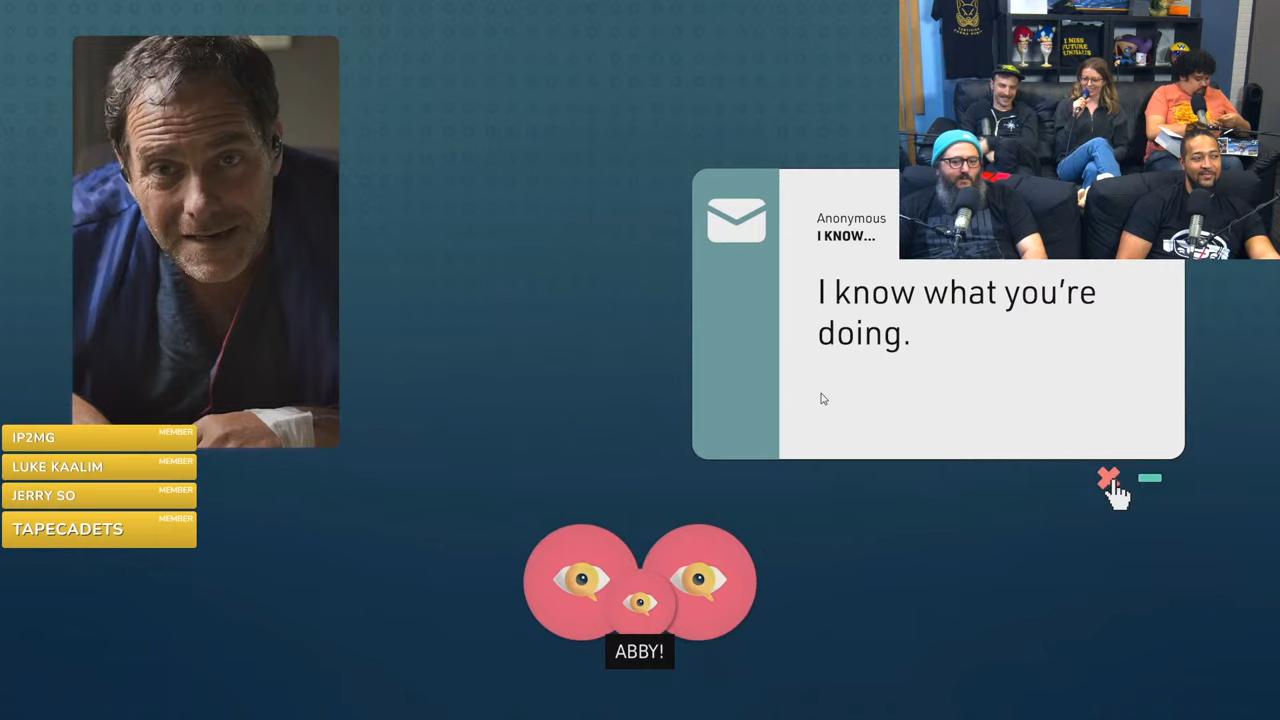 I MISS
FUTURE
Anonymous
I KNOW...
I know what you're
doing.
IP2MG
MEMBER
LUKE KAALIM
MEMBER
JERRY SO
MEMBER
TAPECADETS
MEMBER
ABBY!